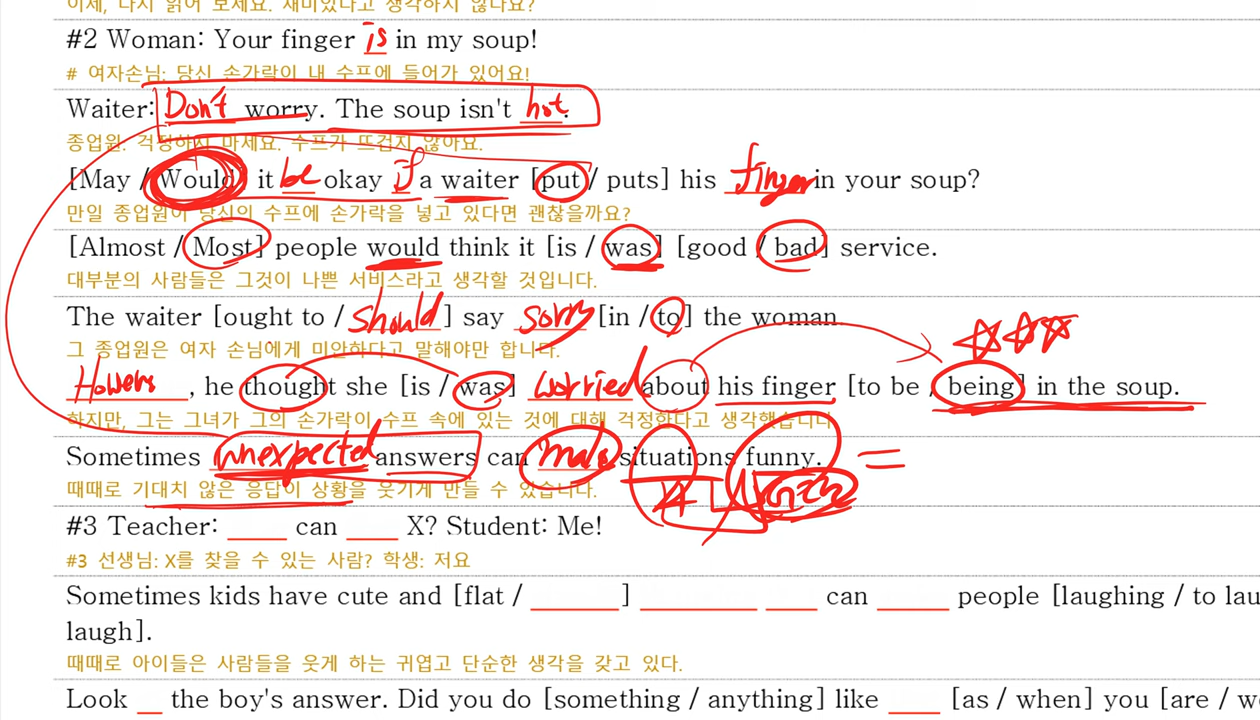 이제, 다시 읽어 보세요. 재미있다고 생각하지 않나요?
#2 Woman: Your finger is in my soup!
# 여자손님: 당신 손가락이 내 수프에 들어가 있어요!
Waiter: Don't worry. The soup isn't hot.
종업원: 걱정하지 마세요. 수프가 뜨겁지 않아요.
[May / Would] it be okay if a waiter [put / puts] his finger in your soup?
만일 종업원이 당신의 수프에 손가락을 넣고 있다면 괜찮을까요?
[Almost / Most] people would think it [is / was] [good / bad] service.
대부분의 사람들은 그것이 나쁜 서비스라고 생각할 것입니다.
The waiter [ought to / should] say sorry [in / to] the woman.
그 종업원은 여자 손님에게 미안하다고 말해야만 합니다.
, he thought she [is / was] worried about his finger [to be / being] in the soup.
하지만, 그는 그녀가 그의 손가락이 수프 속에 있는 것에 대해 걱정한다고 생각했습니다
Sometimes unexpected answers can make situations funny. =
때때로 기대치 않은 응답이 상황을 웃기게 만들 수 있습니다.
#3 Teacher: ____ can ____ X? Student: Me!
#3 선생님: X를 찾을 수 있는 사람? 학생: 저요
Sometimes kids have cute and [flat / ____ ] ____ ____ can ____ people [laughing / to lau
laugh].
때때로 아이들은 사람들을 웃게 하는 귀엽고 단순한 생각을 갖고 있다.
Look __ the boy's answer. Did you do [something / anything] like ____ [as / when] you [are / w